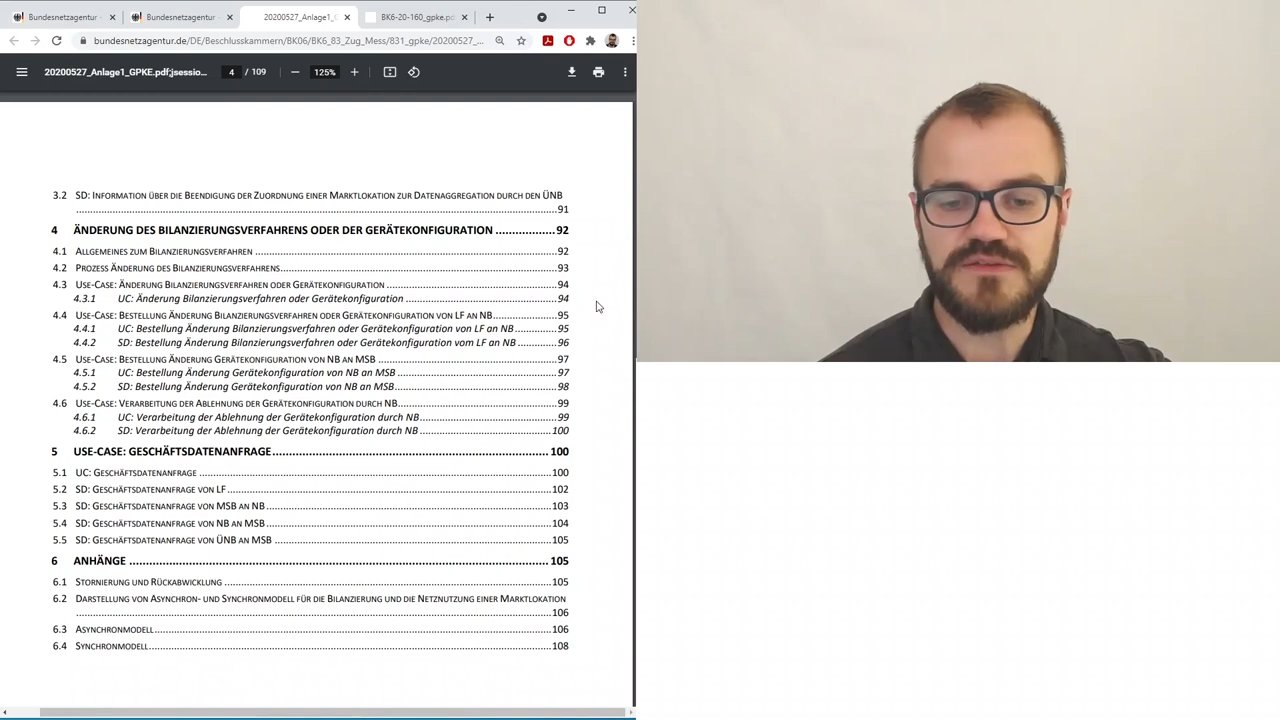 Bundesnetzagentur
Bundesnetzagentur
20200527_Anlage1_G
BK6-20-160_gpke.pd
bundesnetzagentur.de/DE/Beschlusskammern/BK06/BK6_83_Zug_Mess/831_gpke/20200527_...
20200527_Anlage1_GPKE.pdf;jsessio...
4 / 109
125%
3.2 SD: Information über die Beendigung der Zuordnung einer Marktlokation zur Datenaggregation durch den ÜNB
91
4 ÄNDERUNG DES BILANZIERUNGSVERFAHRENS ODER DER GERÄTEKONFIGURATION 92
4.1 Allgemeines zum Bilanzierungsverfahren 92
4.2 Prozess Änderung des Bilanzierungsverfahrens 93
4.3 Use-Case: Änderung Bilanzierungsverfahren oder Gerätekonfiguration 94
4.3.1 UC: Änderung Bilanzierungsverfahren oder Gerätekonfiguration 94
4.4 Use-Case: Bestellung Änderung Bilanzierungsverfahren oder Gerätekonfiguration von LF an NB 95
4.4.1 UC: Bestellung Änderung Bilanzierungsverfahren oder Gerätekonfiguration von LF an NB 95
4.4.2 SD: Bestellung Änderung Bilanzierungsverfahren oder Gerätekonfiguration vom LF an NB 96
4.5 Use-Case: Bestellung Änderung Gerätekonfiguration von NB an MSB 97
4.5.1 UC: Bestellung Änderung Gerätekonfiguration von NB an MSB 97
4.5.2 SD: Bestellung Änderung Gerätekonfiguration von NB an MSB 98
4.6 Use-Case: Verarbeitung der Ablehnung der Gerätekonfiguration durch NB 99
4.6.1 UC: Verarbeitung der Ablehnung der Gerätekonfiguration durch NB 99
4.6.2 SD: Verarbeitung der Ablehnung der Gerätekonfiguration durch NB 100
5 USE-CASE: GESCHÄFTSDATENANFRAGE 100
5.1 UC: Geschäftsdatenanfrage 100
5.2 SD: Geschäftsdatenanfrage von LF 102
5.3 SD: Geschäftsdatenanfrage von MSB an NB 103
5.4 SD: Geschäftsdatenanfrage von NB an MSB 104
5.5 SD: Geschäftsdatenanfrage von ÜNB an MSB 105
6 ANHÄNGE 105
6.1 Stornierung und Rückabwicklung 105
6.2 Darstellung von Asynchron- und Synchronmodell für die Bilanzierung und die Netznutzung einer Marktlokation
106
6.3 Asynchronmodell 106
6.4 Synchronmodell 108